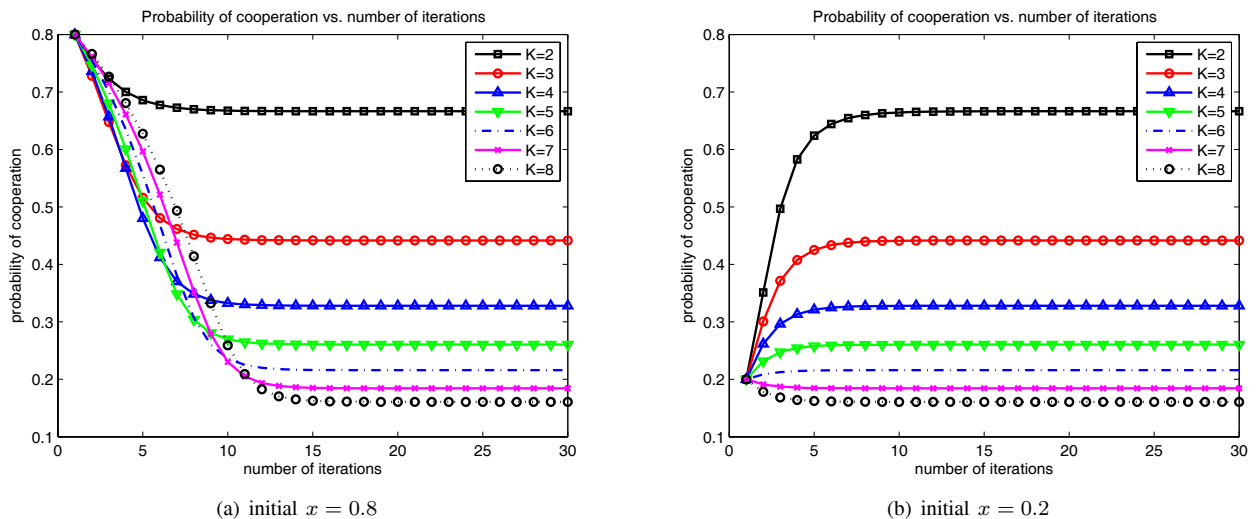 Probability of cooperation vs. number of iterations
0.8
0.7
0.6
0.5
0.4
0.3
0.2
0.1
probability of cooperation
K=2
K=3
K=4
K=5
K=6
K=7
K=8
0 5 10 15 20 25 30
number of iterations
(a) initial x = 0.8
Probability of cooperation vs. number of iterations
0.8
0.7
0.6
0.5
0.4
0.3
0.2
0.1
probability of cooperation
K=2
K=3
K=4
K=5
K=6
K=7
K=8
0 5 10 15 20 25 30
number of iterations
(b) initial x = 0.2